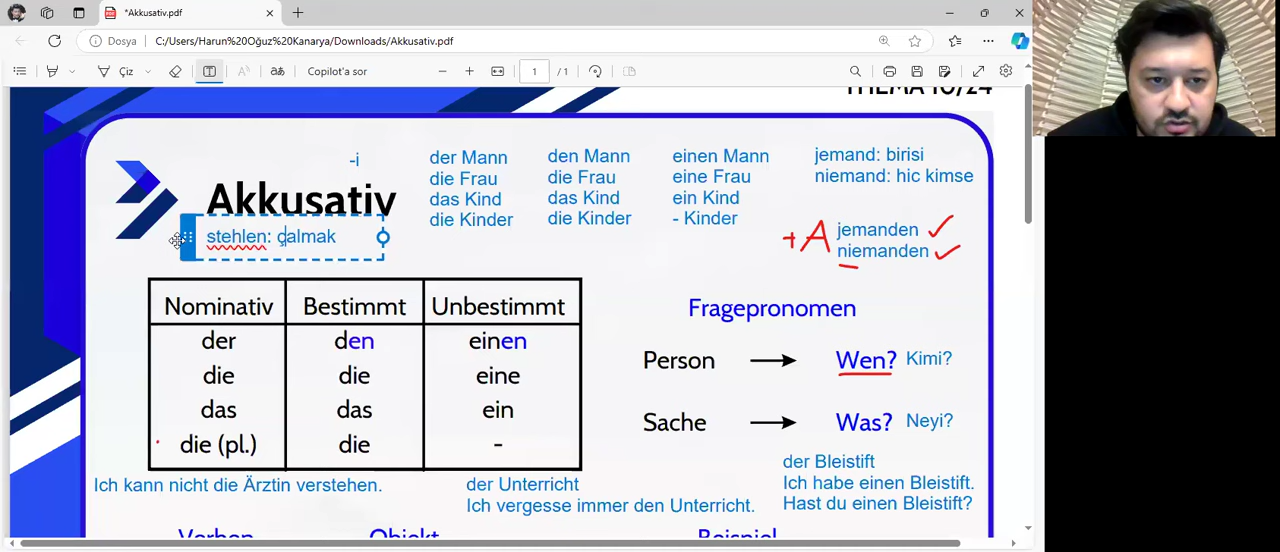 *Akkusativ.pdf
Dosya
C:/Users/Harun%20Oğuz%20Kanarya/Downloads/Akkusativ.pdf
Çiz
aあ
Copilot'a sor
1 /1
THEMA 10/24
-i
Akkusativ
stehlen: çalmak
der Mann
die Frau
das Kind
die Kinder
den Mann
die Frau
das Kind
die Kinder
einen Mann
eine Frau
ein Kind
- Kinder
jemand: birisi
niemand: hic kimse
+A
jemanden
niemanden
Nominativ Bestimmt Unbestimmt
der den einen
die die eine
das das ein
die (pl.) die -
Fragepronomen
Person Wen? Kimi?
Sache Was? Neyi?
der Bleistift
Ich habe einen Bleistift.
Hast du einen Bleistift?
Ich kann nicht die Ärztin verstehen.
der Unterricht
Ich vergesse immer den Unterricht.
Verben Objekt Beispiel